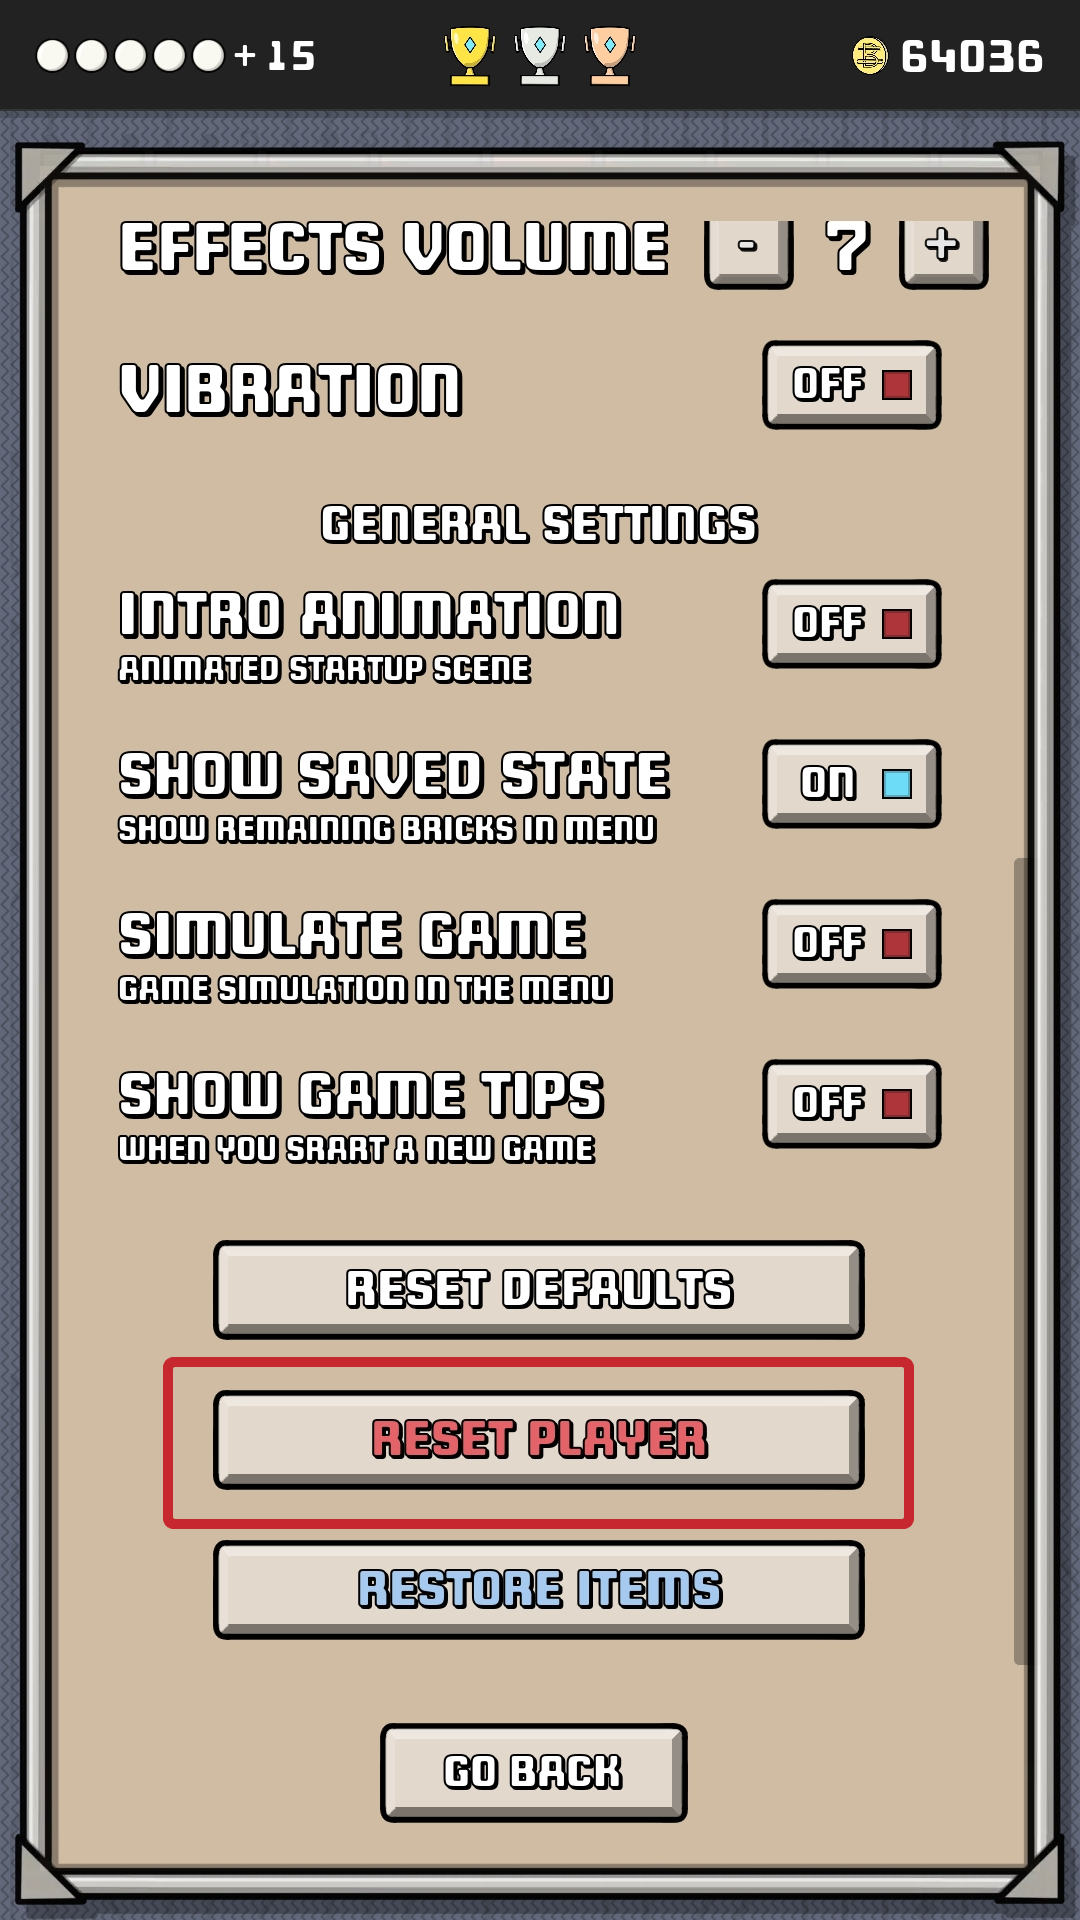 + 15
64036
EFFECTS VOLUME - 7 +
VIBRATION OFF
GENERAL SETTINGS
INTRO ANIMATION OFF
ANIMATED STARTUP SCENE
SHOW SAVED STATE ON
SHOW REMAINING BRICKS IN MENU
SIMULATE GAME OFF
GAME SIMULATION IN THE MENU
SHOW GAME TIPS OFF
WHEN YOU SRART A NEW GAME
RESET DEFAULTS
RESET PLAYER
RESTORE ITEMS
GO BACK